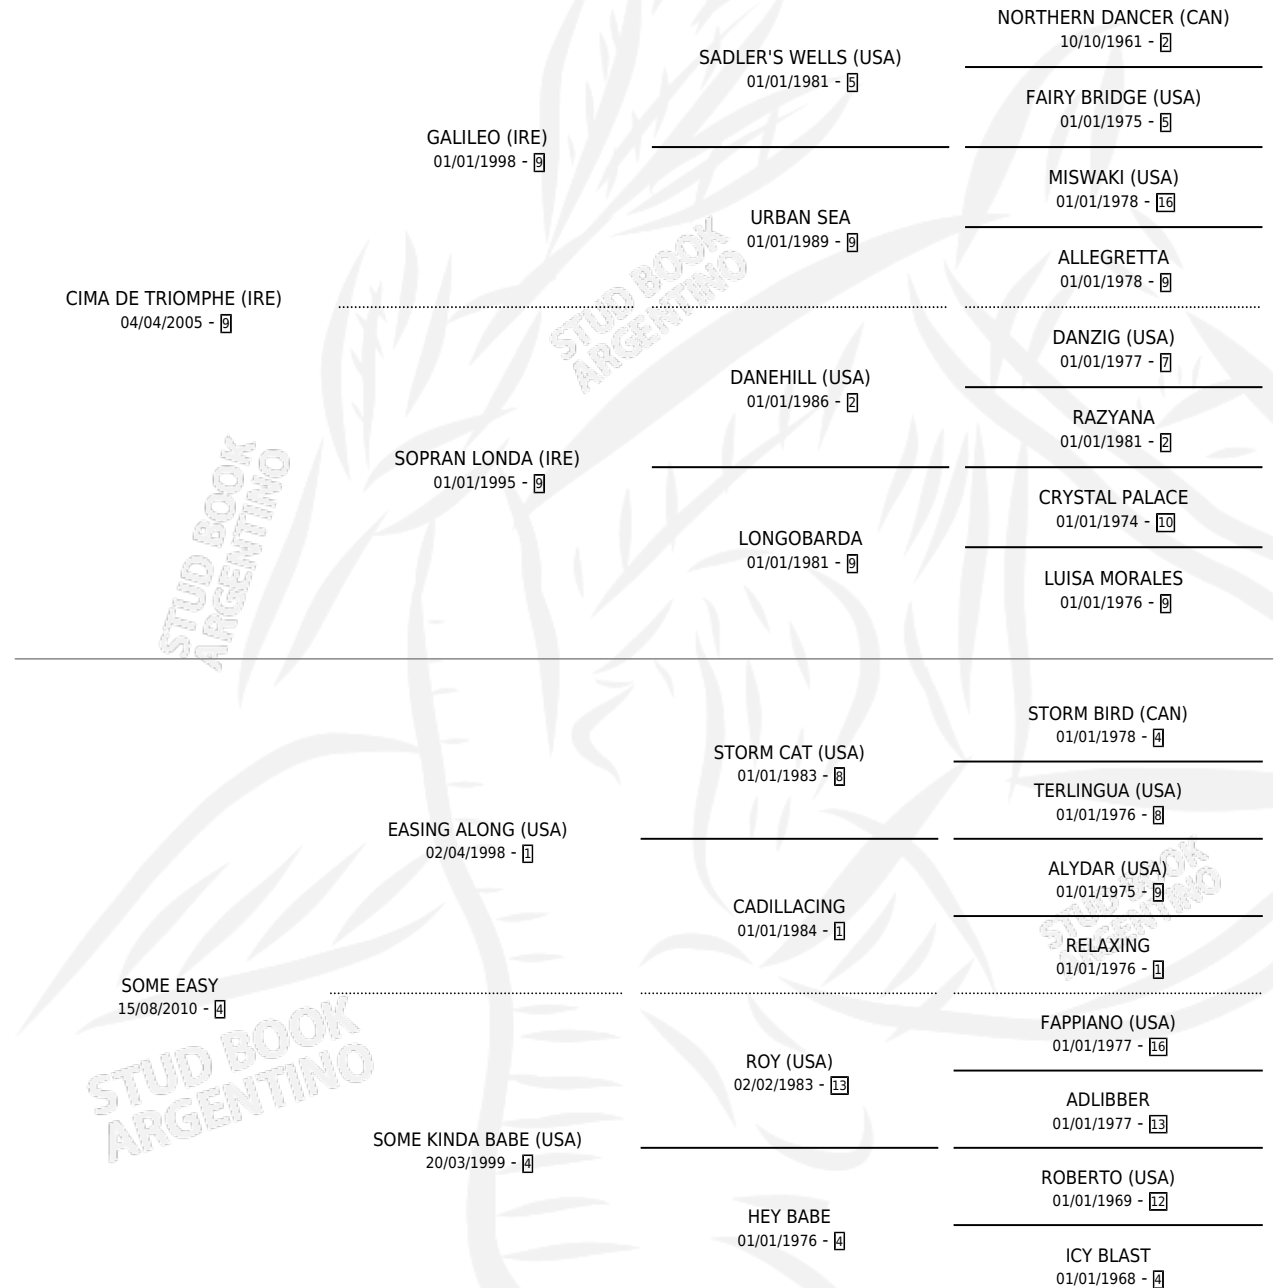 NORTHERN DANCER (CAN)
10/10/1961 - 2
SADLER'S WELLS (USA)
01/01/1981 - 5
FAIRY BRIDGE (USA)
01/01/1975 - 5
GALILEO (IRE)
01/01/1998 - 9
MISWAKI (USA)
01/01/1978 - 16
URBAN SEA
01/01/1989 - 9
ALLEGRETTA
01/01/1978 - 9
CIMA DE TRIOMPHE (IRE)
04/04/2005 - 9
DANZIG (USA)
01/01/1977 - 7
DANEHILL (USA)
01/01/1986 - 2
RAZYANA
01/01/1981 - 2
SOPRAN LONDA (IRE)
01/01/1995 - 9
CRYSTAL PALACE
01/01/1974 - 10
LONGOBARDA
01/01/1981 - 9
LUISA MORALES
01/01/1976 - 9
STORM BIRD (CAN)
01/01/1978 - 4
STORM CAT (USA)
01/01/1983 - 8
TERLINGUA (USA)
01/01/1976 - 8
EASING ALONG (USA)
02/04/1998 - 1
ALYDAR (USA)
01/01/1975 - 9
CADILLACING
01/01/1984 - 1
RELAXING
01/01/1976 - 1
SOME EASY
15/08/2010 - 4
FAPPIANO (USA)
01/01/1977 - 16
ROY (USA)
02/02/1983 - 13
ADLIBBER
01/01/1977 - 13
SOME KINDA BABE (USA)
20/03/1999 - 4
ROBERTO (USA)
01/01/1969 - 12
HEY BABE
01/01/1976 - 4
ICY BLAST
01/01/1968 - 4
STUD BOOK
ARGENTINO
STUD BOOK
ARGENTINO
STUD BOOK
ARGENTINO
STUD BOOK
ARGENTINO